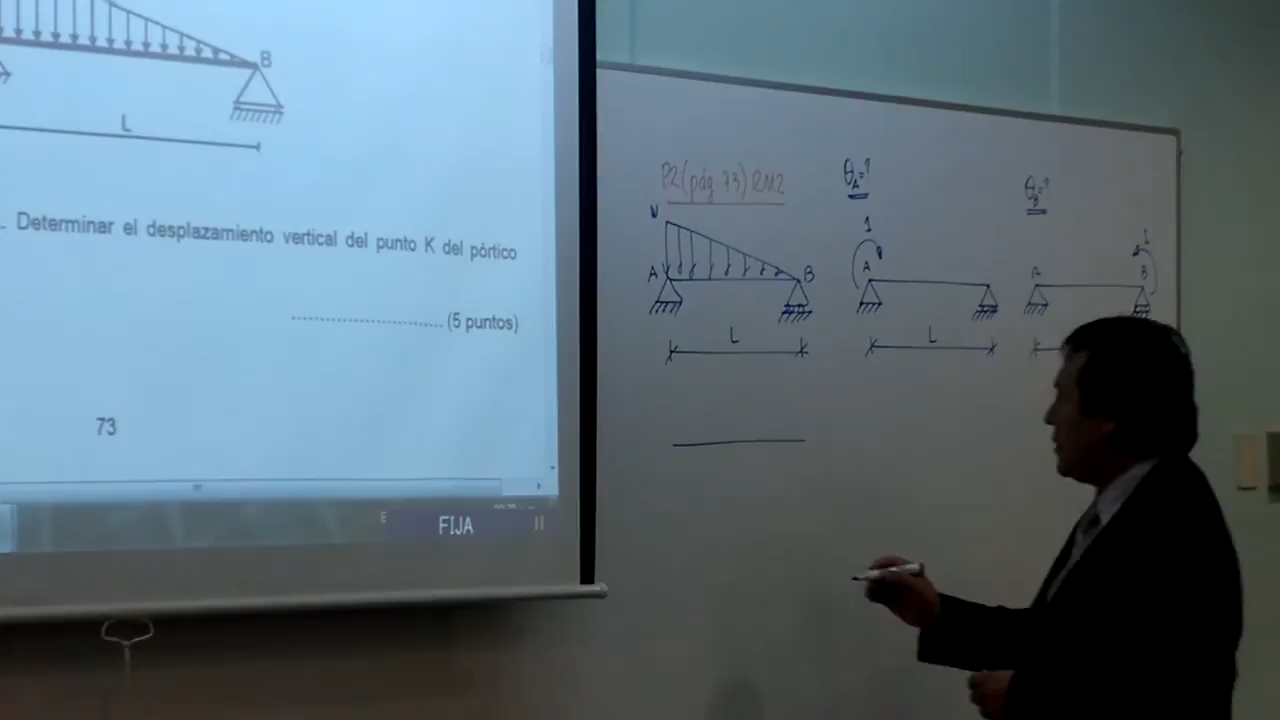 B
L
Determinar el desplazamiento vertical del punto K del pórtico
(5 puntos)
73
FIJA
P2(pág 73) RM2
W
A
B
L
θA=?
1
A
L
θB=?
1
A
B